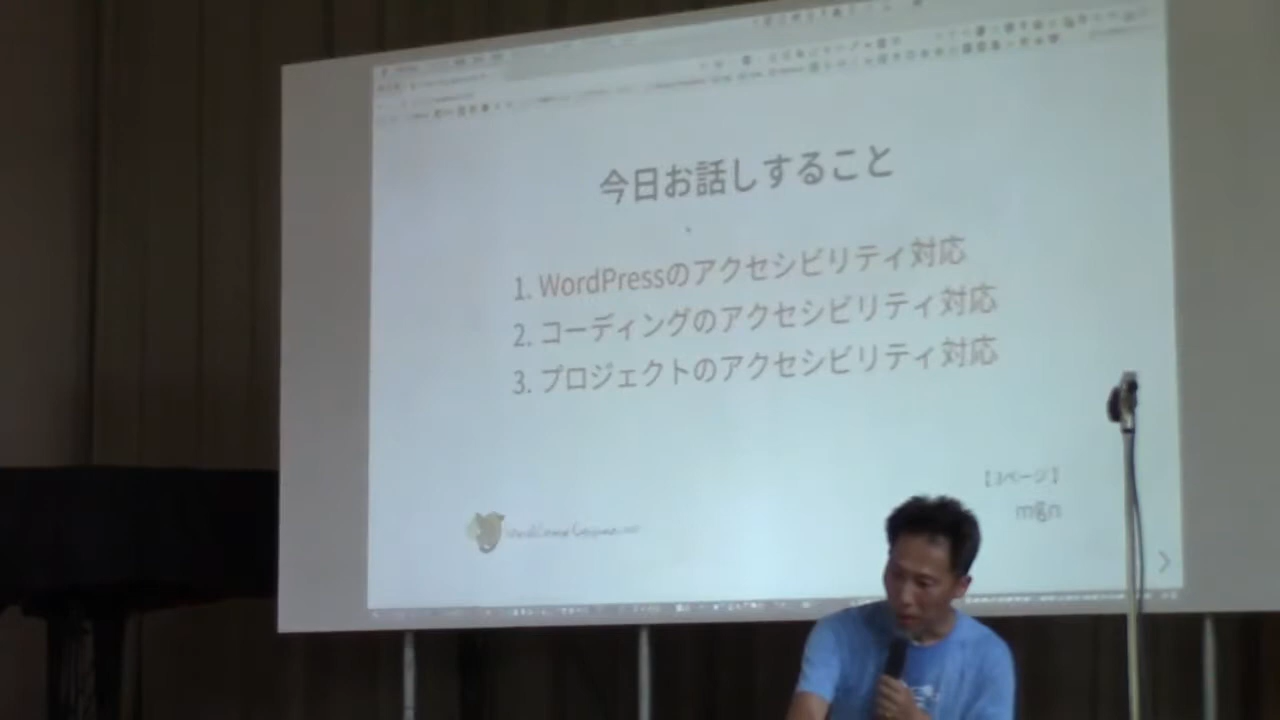 今日お話しすること
1. WordPressのアクセシビリティ対応
2. コーディングのアクセシビリティ対応
3. プロジェクトのアクセシビリティ対応
【3ページ】
mgn